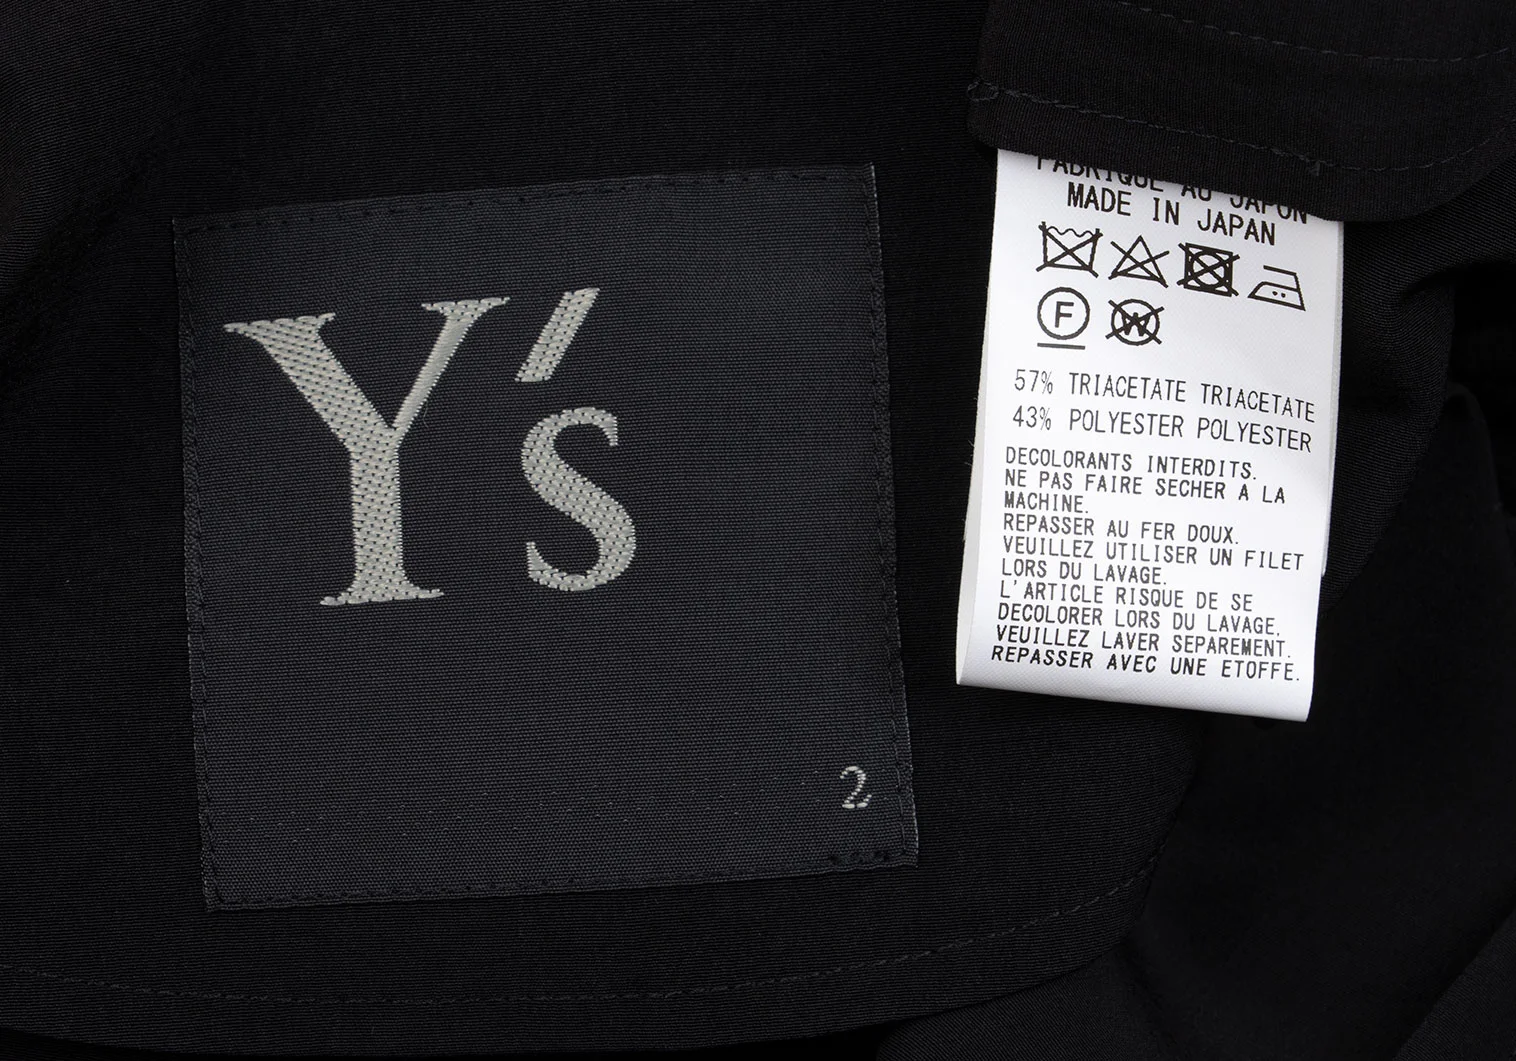 Y's
2
FABRIQUE AU JAPON
MADE IN JAPAN
F
W
57% TRIACETATE TRIACETATE
43% POLYESTER POLYESTER
DECOLORANTS INTERDITS.
NE PAS FAIRE SECHER A LA
MACHINE.
REPASSER AU FER DOUX.
VEUILLEZ UTILISER UN FILET
LORS DU LAVAGE.
L'ARTICLE RISQUE DE SE
DECOLORER LORS DU LAVAGE.
VEUILLEZ LAVER SEPAREMENT.
REPASSER AVEC UNE ETOFFE.